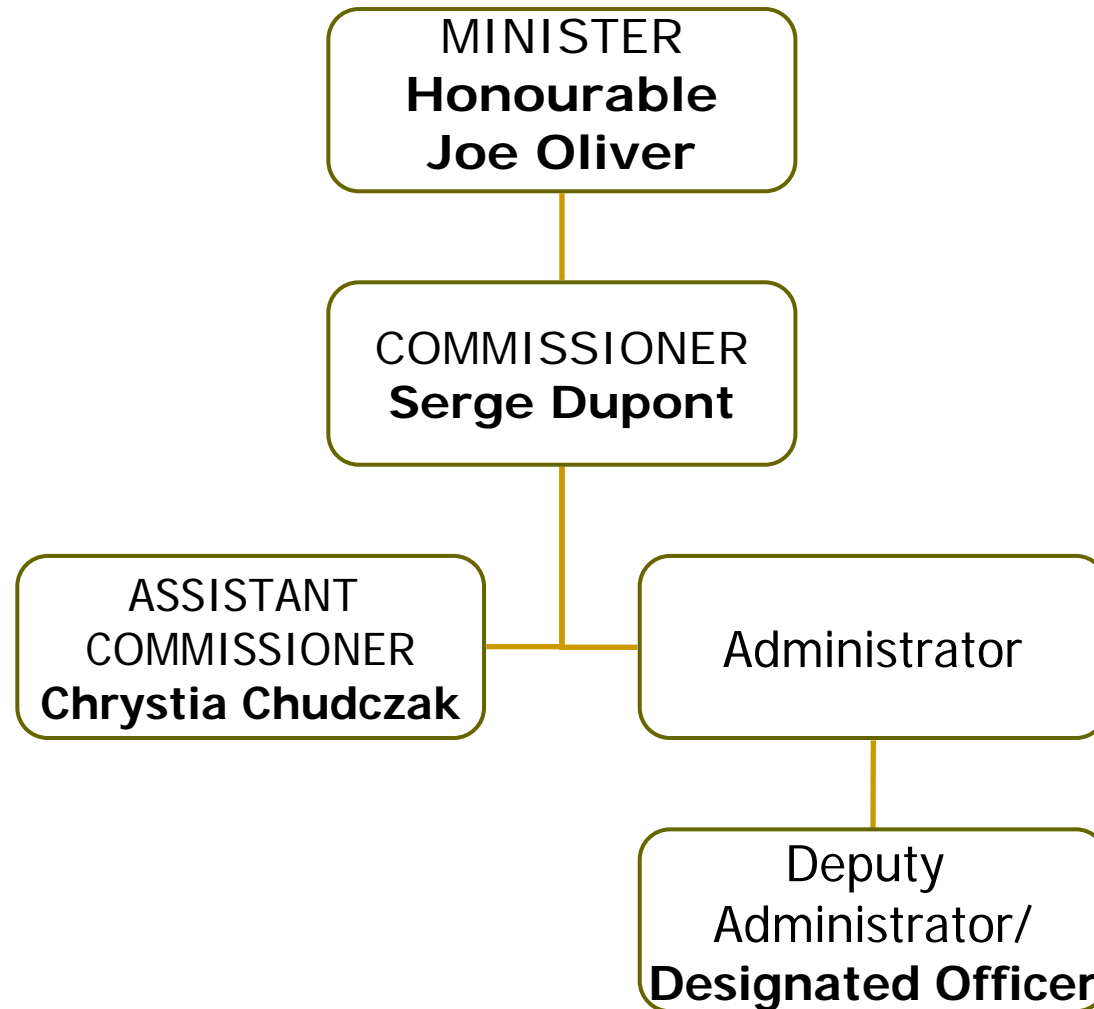 MINISTER
Honourable
Joe Oliver
COMMISSIONER
Serge Dupont
ASSISTANT
COMMISSIONER
Chrystia Chudczak
Administrator
Deputy
Administrator/
Designated Officer